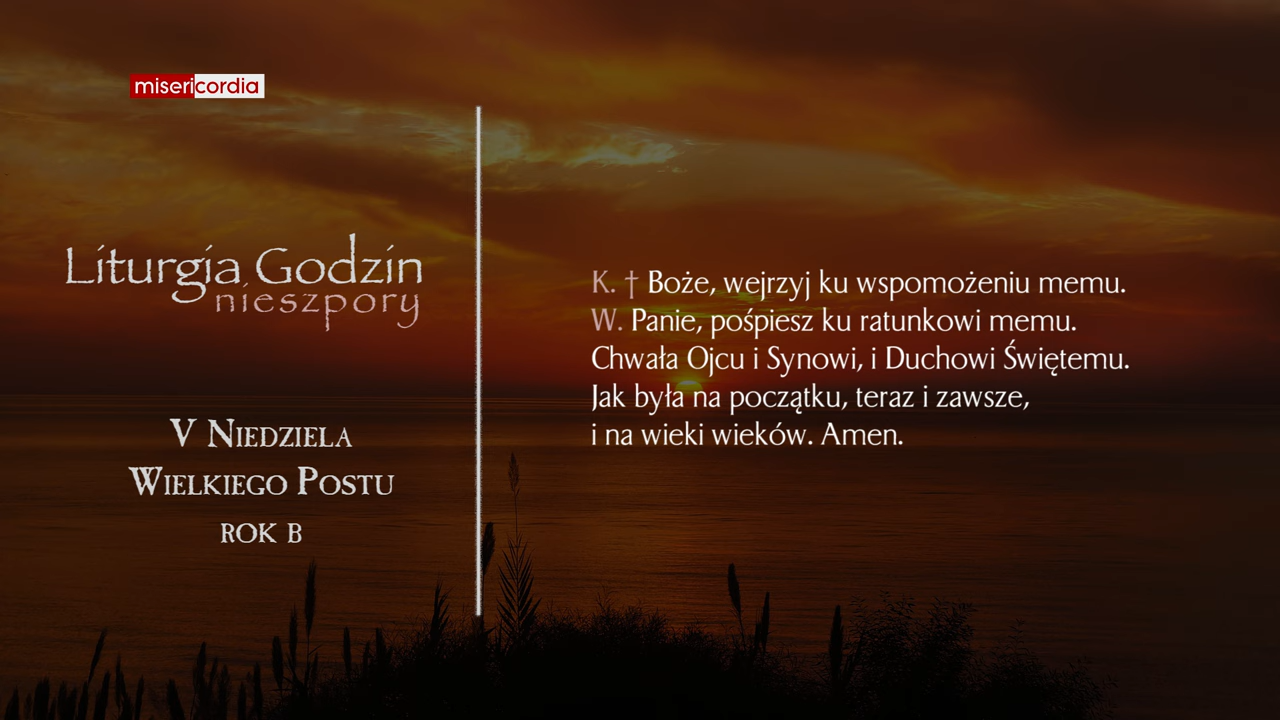 misericordia
Liturgia Godzin
nieszpory
V Niedziela
Wielkiego Postu
rok B
K. † Boże, wejrzyj ku wspomożeniu memu.
W. Panie, pośpiesz ku ratunkowi memu.
Chwała Ojcu i Synowi, i Duchowi Świętemu.
Jak była na początku, teraz i zawsze,
i na wieki wieków. Amen.